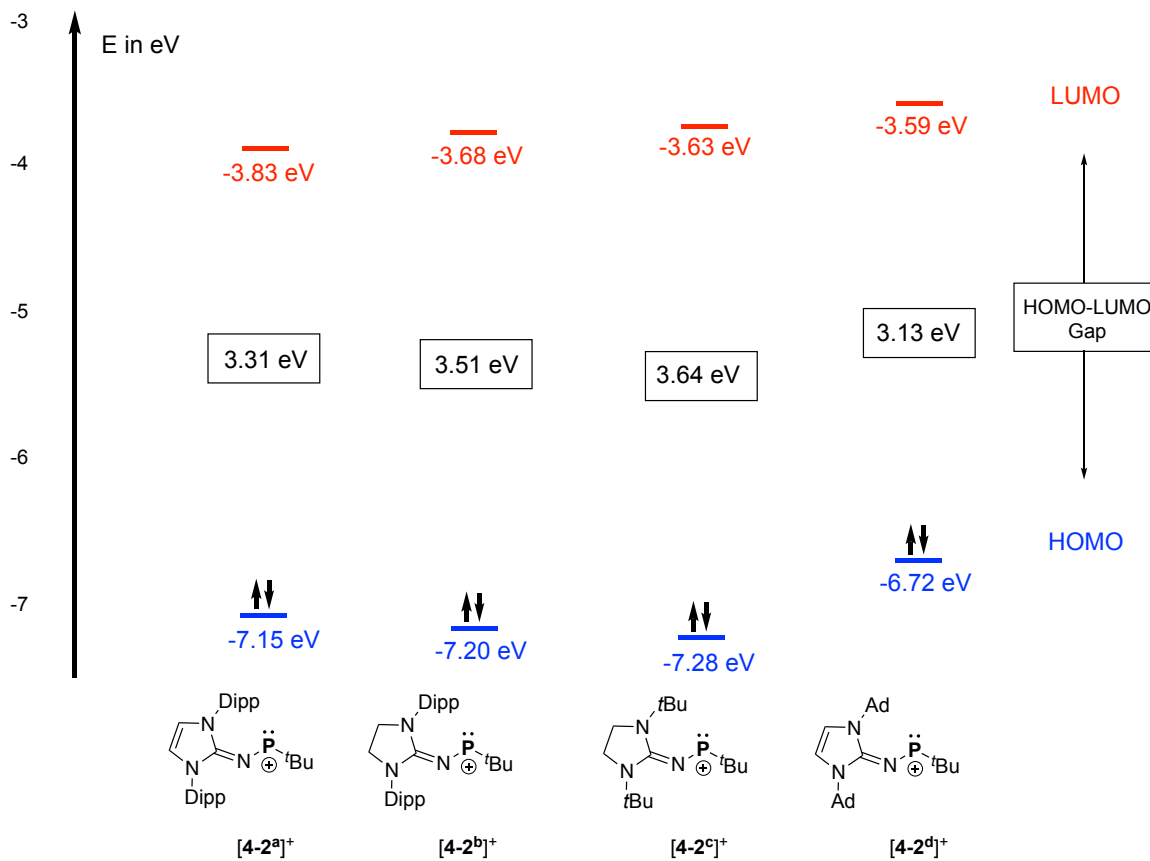 -3
E in eV
LUMO
-3.59 eV
-3.63 eV
-3.68 eV
-3.83 eV
-4
-5
HOMO-LUMO
Gap
3.13 eV
3.31 eV
3.51 eV
3.64 eV
-6
HOMO
-6.72 eV
-7
-7.15 eV
-7.20 eV
-7.28 eV
Dipp
N
N
N
Dipp
P
⊕
tBu
Dipp
N
N
N
Dipp
P
⊕
tBu
tBu
N
N
N
tBu
P
⊕
tBu
Ad
N
N
N
Ad
P
⊕
tBu
[4-2ᵃ]⁺
[4-2ᵇ]⁺
[4-2ᶜ]⁺
[4-2ᵈ]⁺